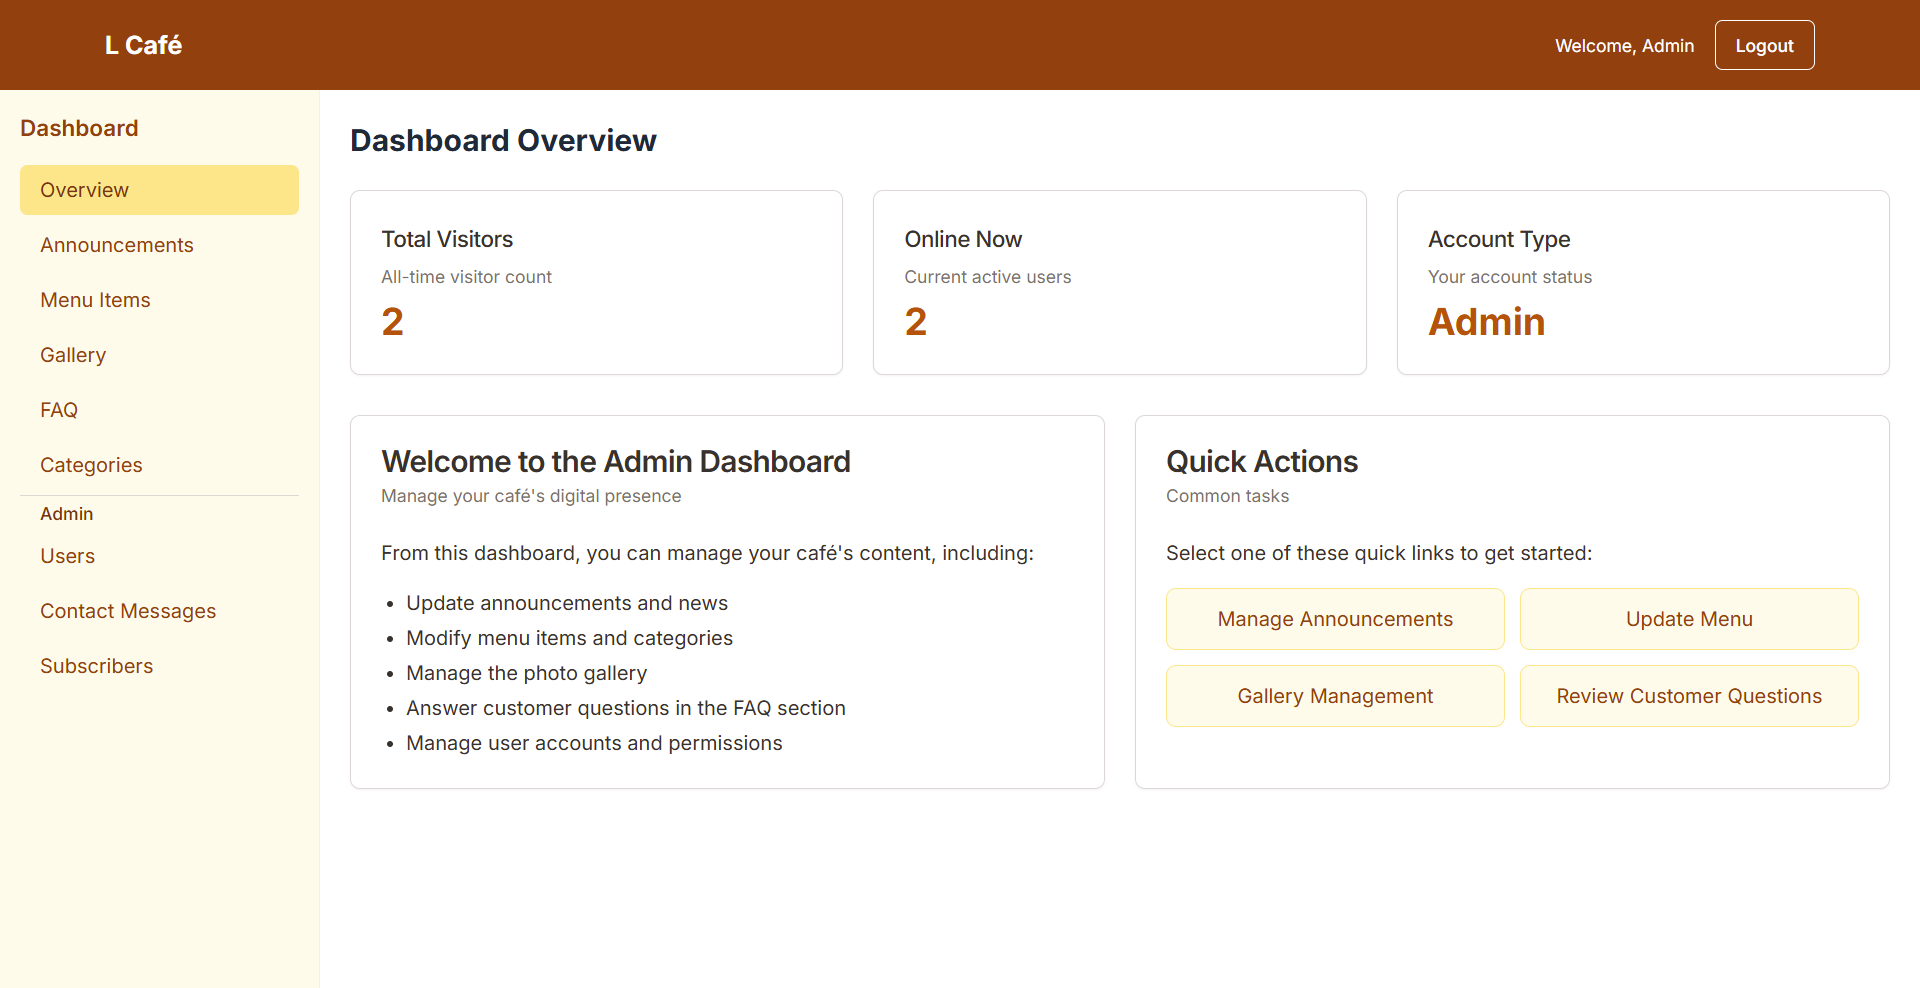 L Café
Welcome, Admin
Logout
Dashboard
Overview
Announcements
Menu Items
Gallery
FAQ
Categories
Admin
Users
Contact Messages
Subscribers
Dashboard Overview
Total Visitors
All-time visitor count
2
Online Now
Current active users
2
Account Type
Your account status
Admin
Welcome to the Admin Dashboard
Manage your café's digital presence
From this dashboard, you can manage your café's content, including:
• Update announcements and news
• Modify menu items and categories
• Manage the photo gallery
• Answer customer questions in the FAQ section
• Manage user accounts and permissions
Quick Actions
Common tasks
Select one of these quick links to get started:
Manage Announcements
Update Menu
Gallery Management
Review Customer Questions